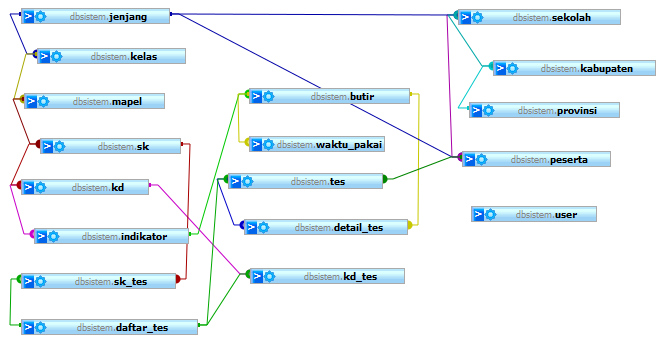 dbsistem.jenjang
dbsistem.sekolah
dbsistem.kelas
dbsistem.kabupaten
dbsistem.mapel
dbsistem.butir
dbsistem.provinsi
dbsistem.sk
dbsistem.waktu_pakai
dbsistem.peserta
dbsistem.kd
dbsistem.tes
dbsistem.user
dbsistem.indikator
dbsistem.detail_tes
dbsistem.sk_tes
dbsistem.kd_tes
dbsistem.daftar_tes